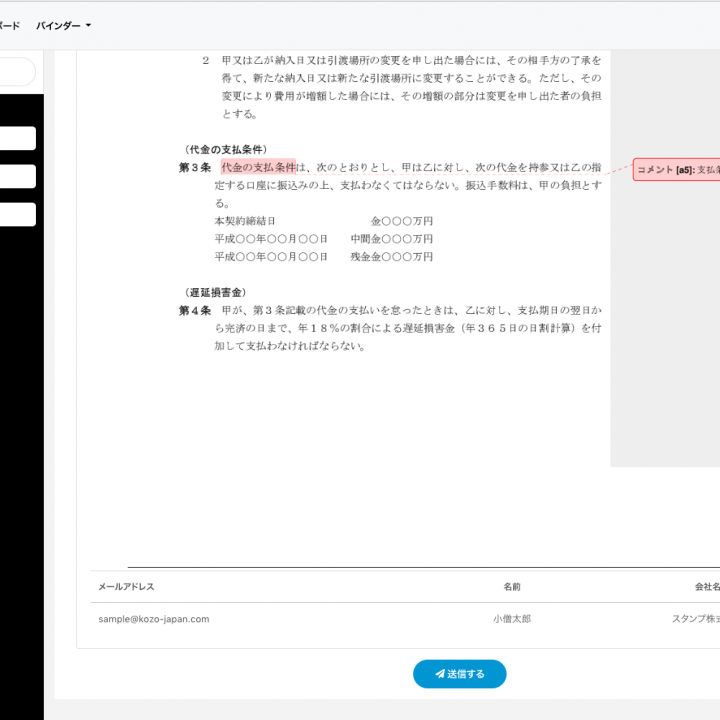 ード バインダー
2 甲又は乙が納入日又は引渡場所の変更を申し出た場合には、その相手方の了承を
得て、新たな納入日又は新たな引渡場所に変更することができる。ただし、その
変更により費用が増額した場合には、その増額の部分は変更を申し出た者の負担
とする。
（代金の支払条件）
第３条 代金の支払条件は、次のとおりとし、甲は乙に対し、次の代金を持参又は乙の指
コメント [a5]: 支払条
定する口座に振込みの上、支払わなくてはならない。振込手数料は、甲の負担とす
る。
本契約締結日 金〇〇〇万円
平成〇〇年〇〇月〇〇日 中間金〇〇〇万円
平成〇〇年〇〇月〇〇日 残金金〇〇〇万円
（遅延損害金）
第４条 甲が、第３条記載の代金の支払いを怠ったときは、乙に対し、支払期日の翌日か
ら完済の日まで、年１８％の割合による遅延損害金（年３６５日の日割計算）を付
加して支払わなければならない。
メールアドレス 名前 会社名
sample@kozo-japan.com 小僧太郎 スタンプ株式
送信する